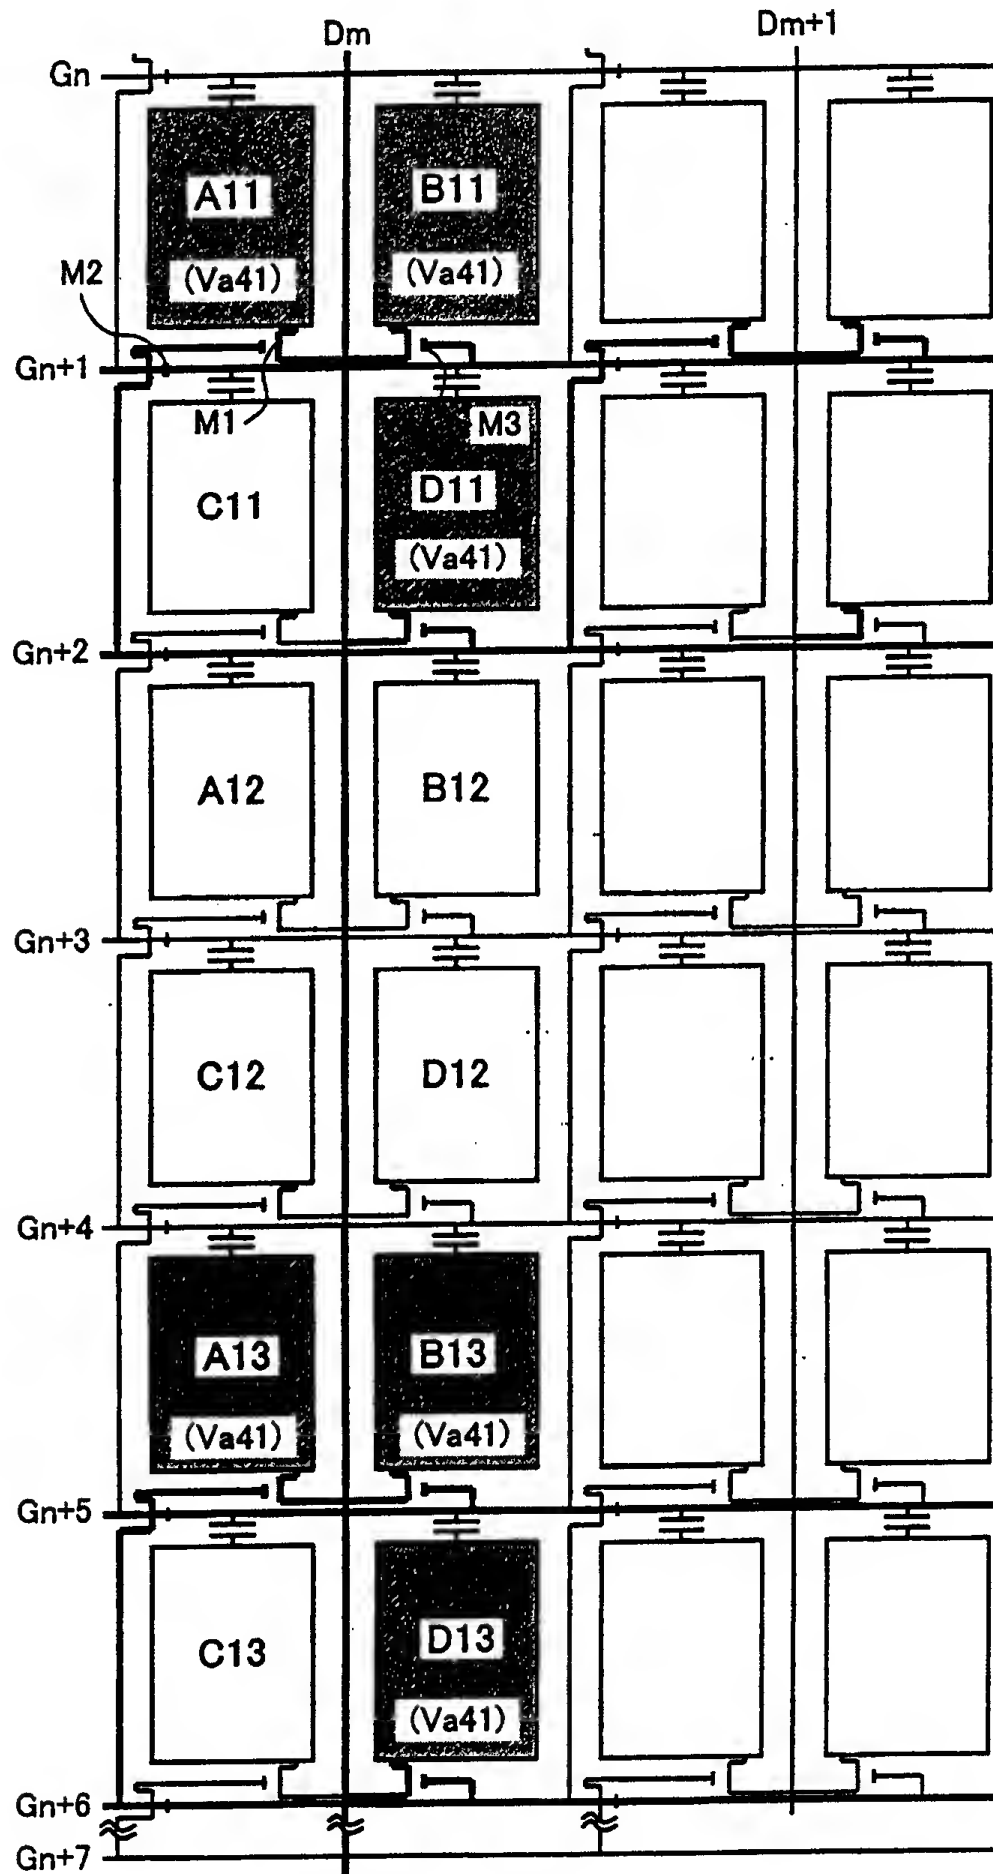 Dm Dm+1
Gn
A11 B11
M2 (Va41) (Va41)
Gn+1
M1 M3
C11 D11
(Va41)
Gn+2
A12 B12
Gn+3
C12 D12
Gn+4
A13 B13
(Va41) (Va41)
Gn+5
C13 D13
(Va41)
Gn+6
Gn+7